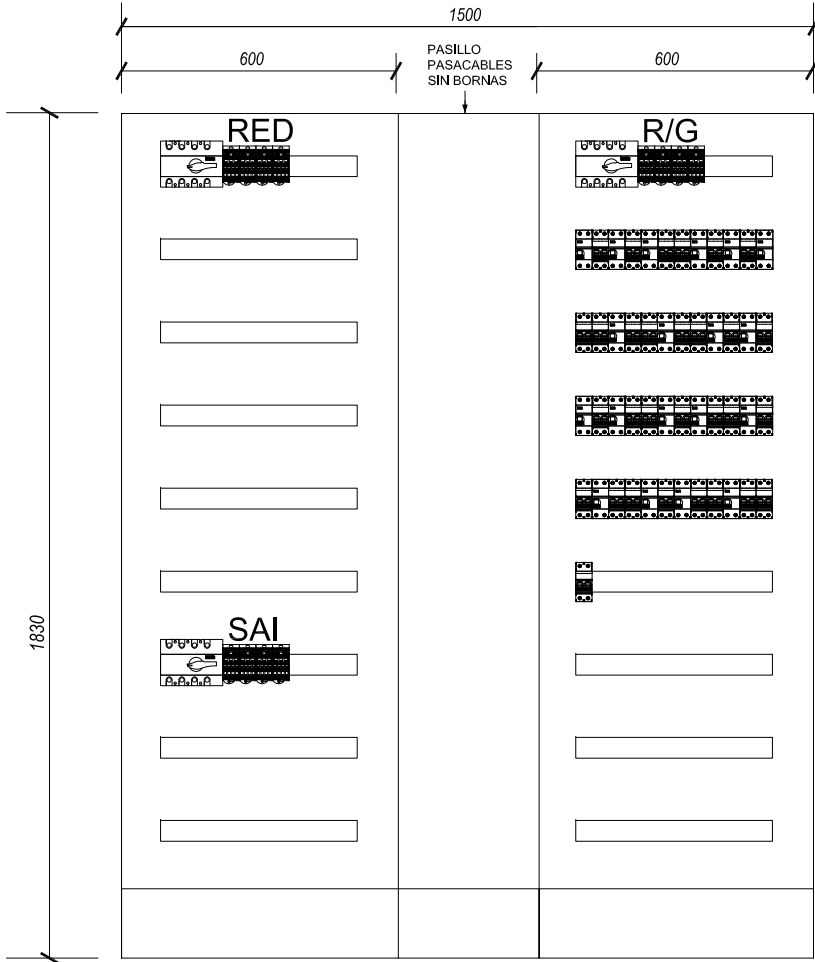 1500
600
PASILLO
PASACABLES
SIN BORNAS
600
RED
R/G
1830
SAI